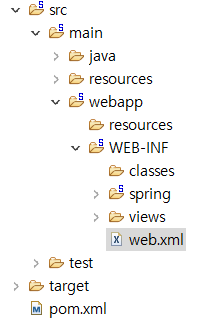 src
main
java
resources
webapp
resources
WEB-INF
classes
spring
views
web.xml
test
target
pom.xml